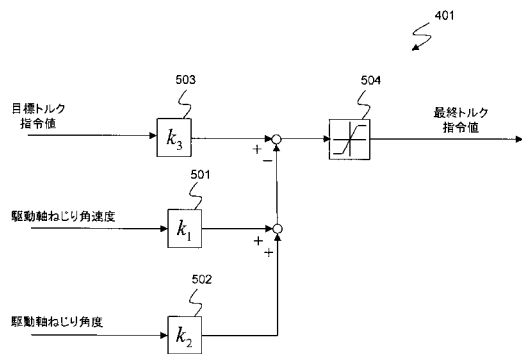 401
503
504
目標トルク
指令値
k3
+
−
最終トルク
指令値
501
駆動軸ねじり角速度
k1
+
+
502
駆動軸ねじり角度
k2